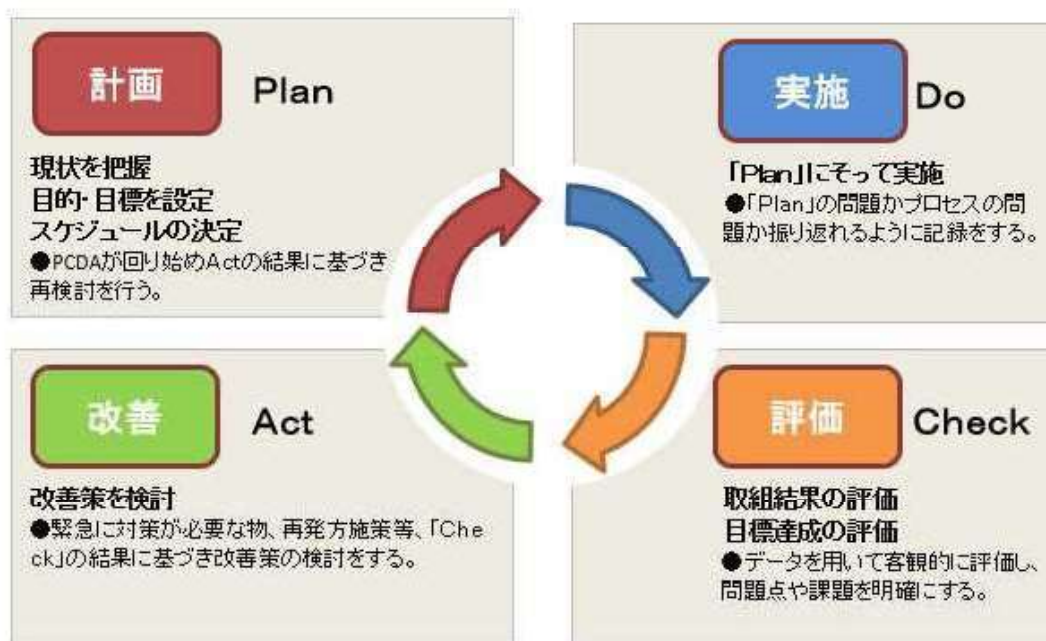 計画 Plan
現状を把握
目的・目標を設定
スケジュールの決定
●PCDAが回り始めActの結果に基づき
再検討を行う。
実施 Do
「Plan」にそって実施
●「Plan」の問題かプロセスの問
題か振り返れるように記録をする。
改善 Act
改善策を検討
●緊急に対策が必要な物、再発方施策等、「Che
ck」の結果に基づき改善策の検討をする。
評価 Check
取組結果の評価
目標達成の評価
●データを用いて客観的に評価し、
問題点や課題を明確にする。